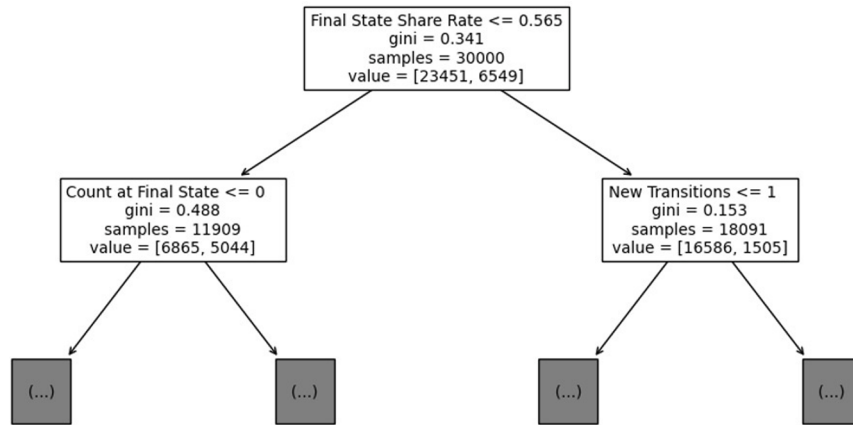 Final State Share Rate <= 0.565
gini = 0.341
samples = 30000
value = [23451, 6549]
Count at Final State <= 0
gini = 0.488
samples = 11909
value = [6865, 5044]
New Transitions <= 1
gini = 0.153
samples = 18091
value = [16586, 1505]
(...)
(...)
(...)
(...)